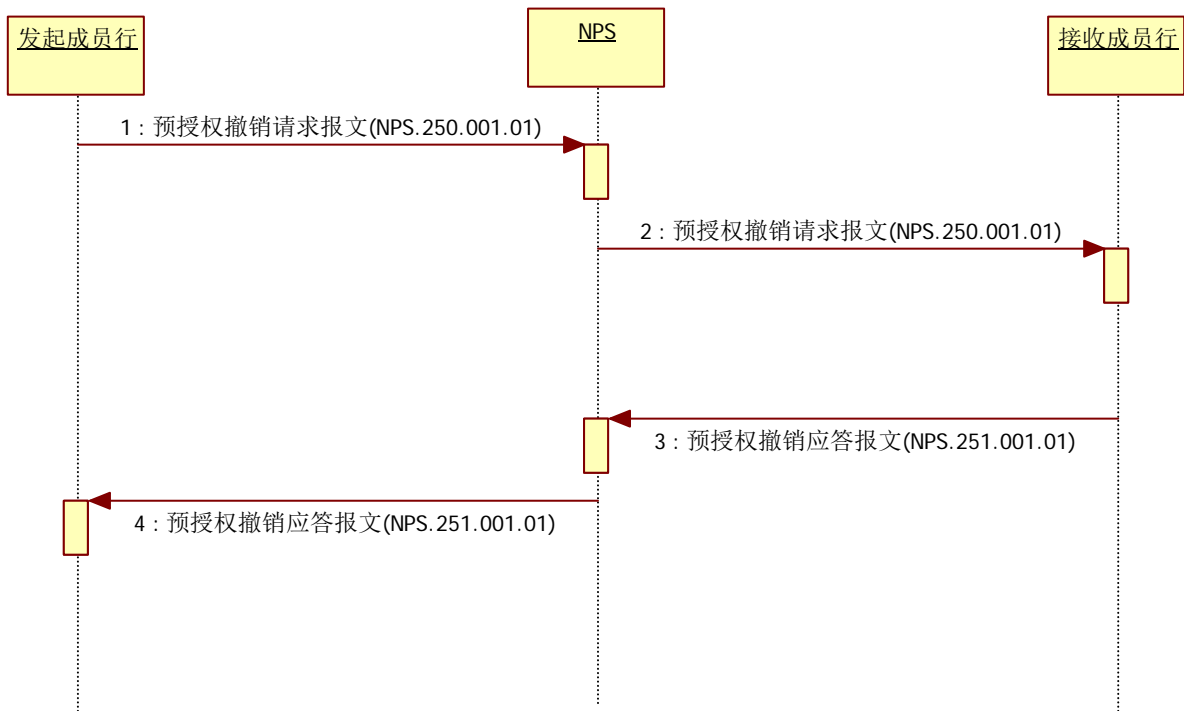 发起成员行
NPS
接收成员行
1 : 预授权撤销请求报文(NPS.250.001.01)
2 : 预授权撤销请求报文(NPS.250.001.01)
3 : 预授权撤销应答报文(NPS.251.001.01)
4 : 预授权撤销应答报文(NPS.251.001.01)